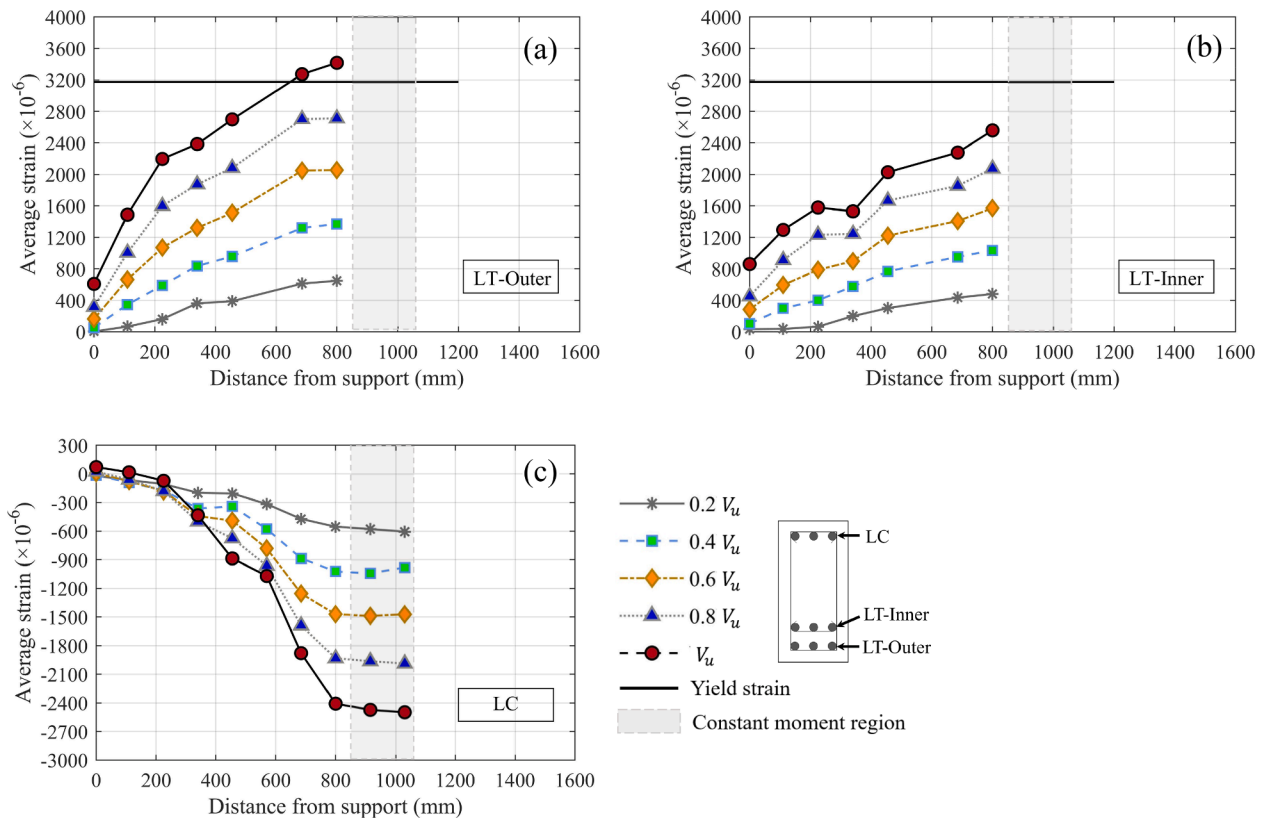 4000
3600
3200
2800
2400
2000
1600
1200
800
400
0
Average strain (×10⁻⁶)
(a)
LT-Outer
0 200 400 600 800 1000 1200 1400 1600
Distance from support (mm)
4000
3600
3200
2800
2400
2000
1600
1200
800
400
0
Average strain (×10⁻⁶)
(b)
LT-Inner
0 200 400 600 800 1000 1200 1400 1600
Distance from support (mm)
300
0
-300
-600
-900
-1200
-1500
-1800
-2100
-2400
-2700
-3000
Average strain (×10⁻⁶)
(c)
LC
0 200 400 600 800 1000 1200 1400 1600
Distance from support (mm)
0.2 Vᵤ
0.4 Vᵤ
0.6 Vᵤ
0.8 Vᵤ
Vᵤ
Yield strain
Constant moment region
LC
LT-Inner
LT-Outer